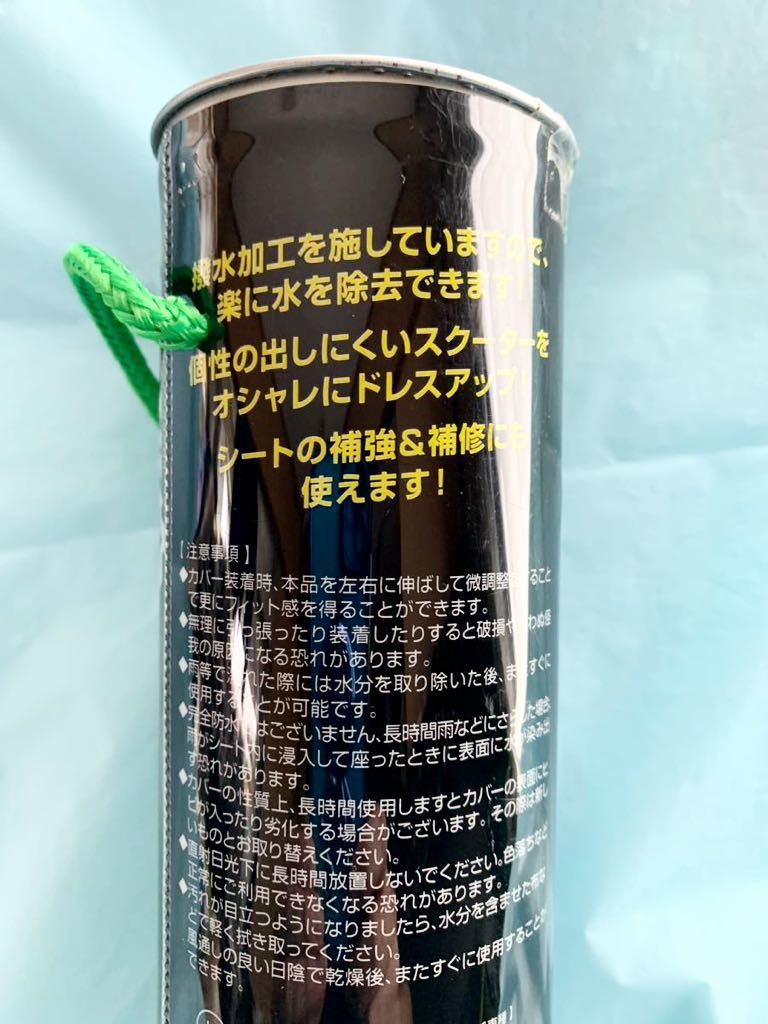 撥水加工を施していますので、
楽に水を除去できます!
個性の出しにくいスクーターを
オシャレにドレスアップ!
シートの補強&補修にも
使えます!
【注意事項】
◆カバー装着時、本品を左右に伸ばして微調整することで
で更にフィット感を得ることができます。
◆無理に引っ張ったり装着したりすると破損や思わぬ怪
我の原因になる恐れがあります。
◆雨等で濡れた際には水分を取り除いた後、またすぐに
使用することが可能です。
◆完全防水ではございません、長時間雨などにさらした場合、
雨がシート内に浸入して座ったときに表面に水が染み出
す恐れがあります。
◆カバーの性質上、長時間使用しますとカバーの表面にヒ
ビが入ったり劣化する場合がございます。その際は新し
いものとお取り替えください。
◆直射日光下に長時間放置しないでください。色落ちなど
正常にご利用できなくなる恐れがあります。
◆汚れが目立つようになりましたら、水分を含ませた布な
どで軽く拭き取ってください。
風通しの良い日陰で乾燥後、またすぐに使用することが
できます。